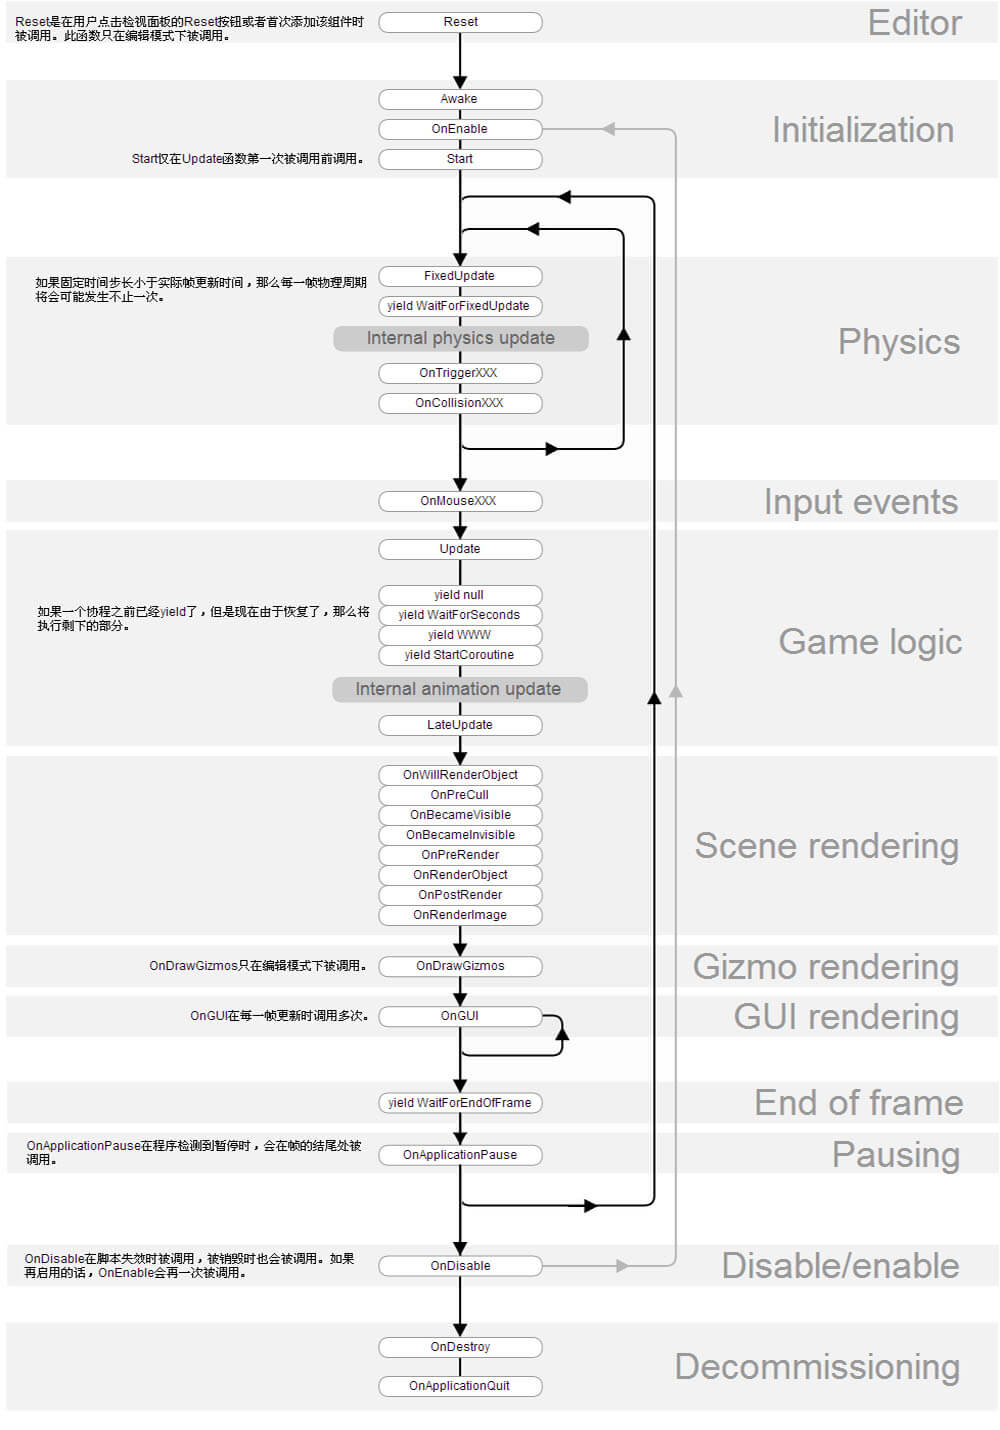 Reset是在用户点击检视面板的Reset按钮或者首次添加该组件时
被调用。此函数只在编辑模式下被调用。
Reset
Editor
Awake
OnEnable
Initialization
Start仅在Update函数第一次被调用前调用。
Start
如果固定时间步长小于实际帧更新时间，那么每一帧物理周期
将会可能发生不止一次。
FixedUpdate
yield WaitForFixedUpdate
Internal physics update
Physics
OnTriggerXXX
OnCollisionXXX
OnMouseXXX
Input events
Update
yield null
如果一个协程之前已经yield了，但是现在由于恢复了，那么将
执行剩下的部分。
yield WaitForSeconds
yield WWW
yield StartCoroutine
Game logic
Internal animation update
LateUpdate
OnWillRenderObject
OnPreCull
OnBecameVisible
OnBecameInvisible
OnPreRender
OnRenderObject
OnPostRender
OnRenderImage
Scene rendering
OnDrawGizmos只在编辑模式下被调用。
OnDrawGizmos
Gizmo rendering
OnGUI在每一帧更新时调用多次。
OnGUI
GUI rendering
yield WaitForEndOfFrame
End of frame
OnApplicationPause在程序检测到暂停时，会在帧的结尾处被
调用。
OnApplicationPause
Pausing
OnDisable在脚本失效时被调用，被销毁时也会被调用。如果
再启用的话，OnEnable会再一次被调用。
OnDisable
Disable/enable
OnDestroy
OnApplicationQuit
Decommissioning